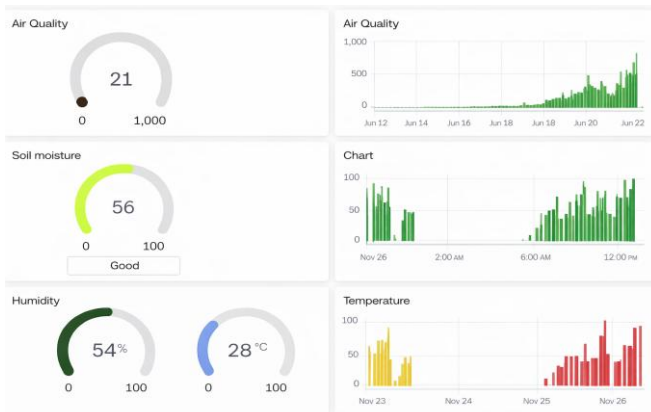 Air Quality
21
0 1,000
Air Quality
1,000
500
0
Jun 12 Jun 14 Jun 16 Jun 18 Jun 18 Jun 20 Jun 22
Soil moisture
56
0 100
Good
Chart
100
50
0
Nov 26 2:00 AM 6:00 AM 12:00 PM
Humidity
54%
0 100
28 °C
0 100
Temperature
100
50
0
Nov 23 Nov 24 Nov 25 Nov 26